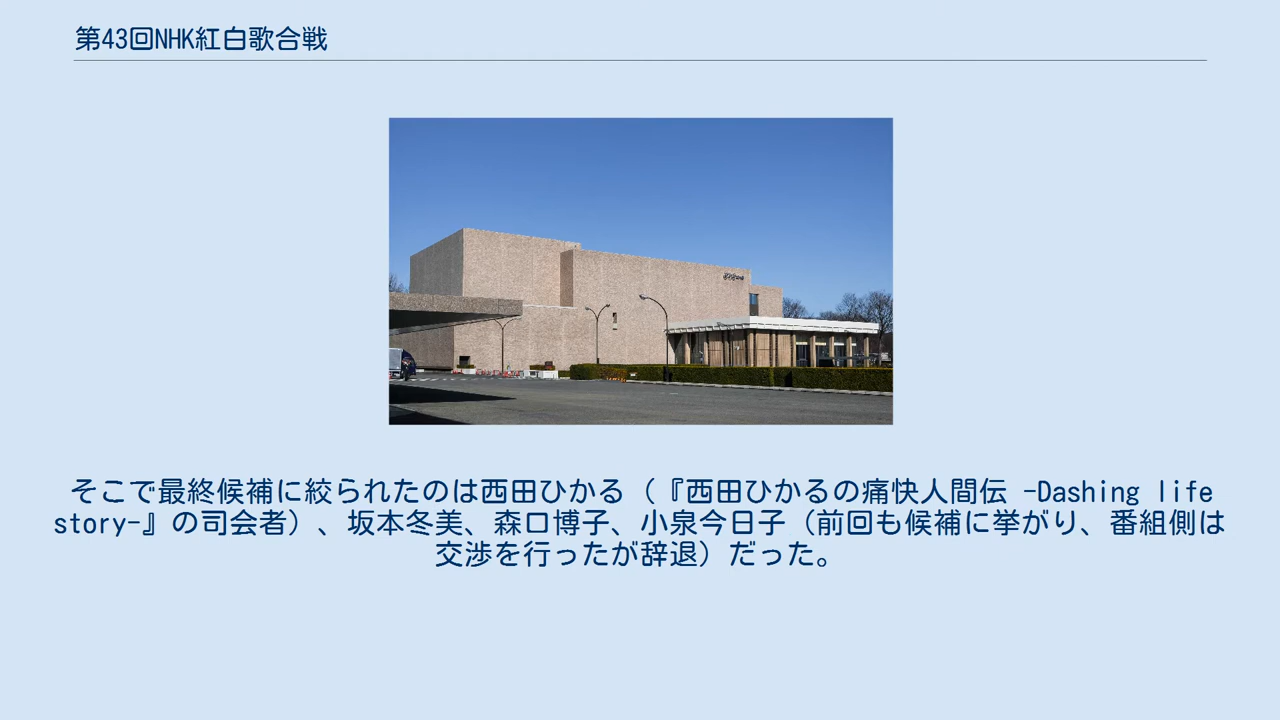 第43回NHK紅白歌合戦
そこで最終候補に絞られたのは西田ひかる（『西田ひかるの痛快人間伝 -Dashing life
story-』の司会者）、坂本冬美、森口博子、小泉今日子（前回も候補に挙がり、番組側は
交渉を行ったが辞退）だった。